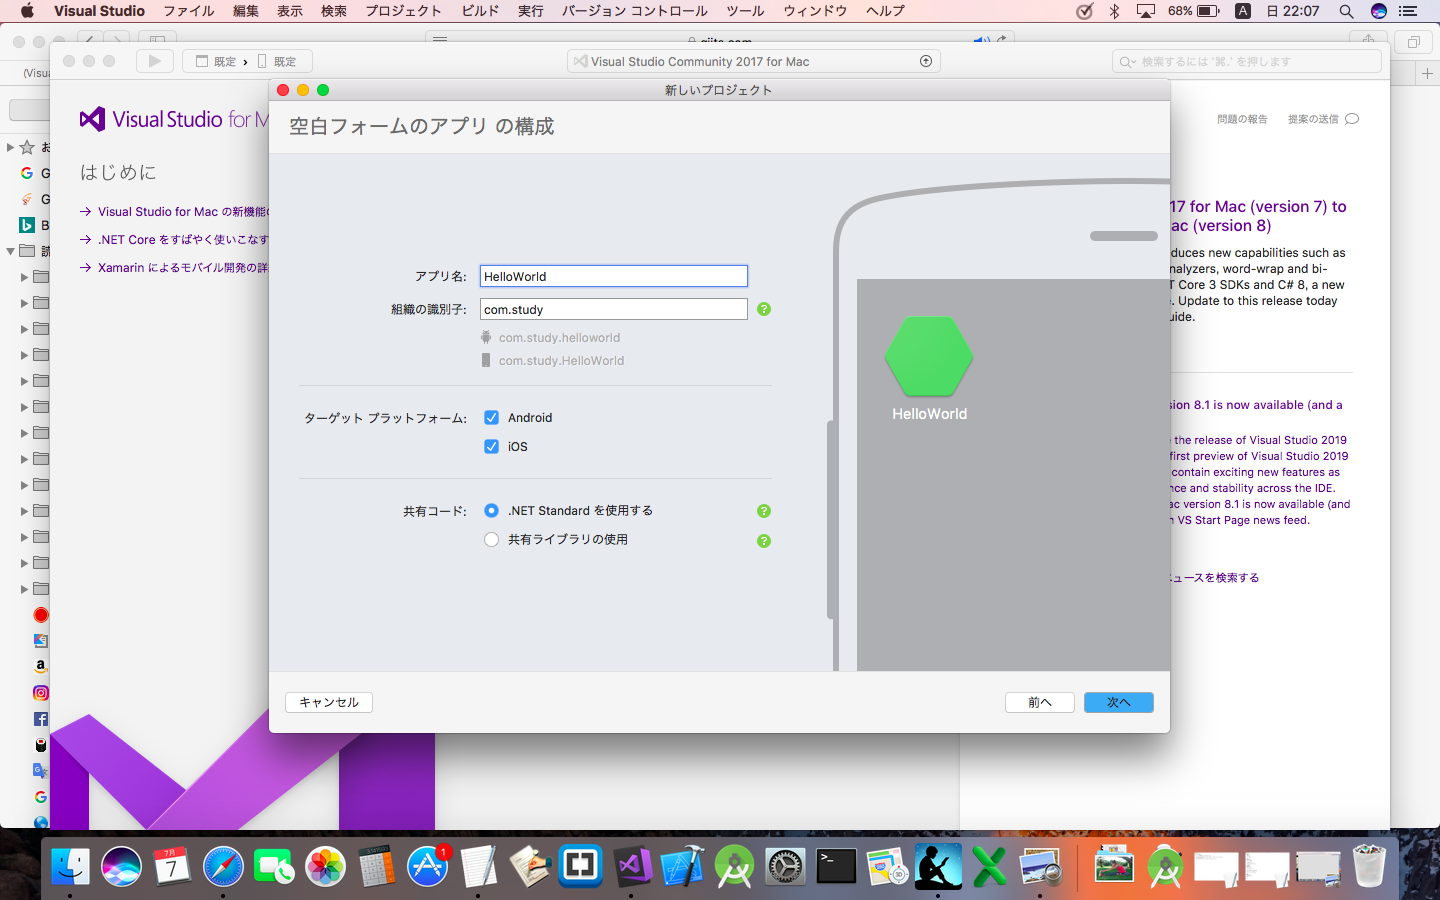 Visual Studio ファイル 編集 表示 検索 プロジェクト ビルド 実行 バージョン コントロール ツール ウィンドウ ヘルプ 68% A 日 22:07
既定 › 既定
Visual Studio Community 2017 for Mac
検索するには '⌘.' を押します
(Visu
新しいプロジェクト
Visual Studio for M
空白フォームのアプリ の構成
問題の報告 提案の送信
はじめに
→ Visual Studio for Mac の新機能
→ .NET Core をすばやく使いこなす
→ Xamarin によるモバイル開発の詳
17 for Mac (version 7) to
ac (version 8)
duces new capabilities such as
nalyzers, word-wrap and bi-
T Core 3 SDKs and C# 8, a new
. Update to this release today
uide.
アプリ名: HelloWorld
組織の識別子: com.study
com.study.helloworld
com.study.HelloWorld
ターゲット プラットフォーム: Android
iOS
共有コード: .NET Standard を使用する
共有ライブラリの使用
HelloWorld
sion 8.1 is now available (and a
e the release of Visual Studio 2019
first preview of Visual Studio 2019
contain exciting new features as
nce and stability across the IDE.
ac version 8.1 is now available (and
n VS Start Page news feed.
ュースを検索する
キャンセル 前へ 次へ
7月
7
1